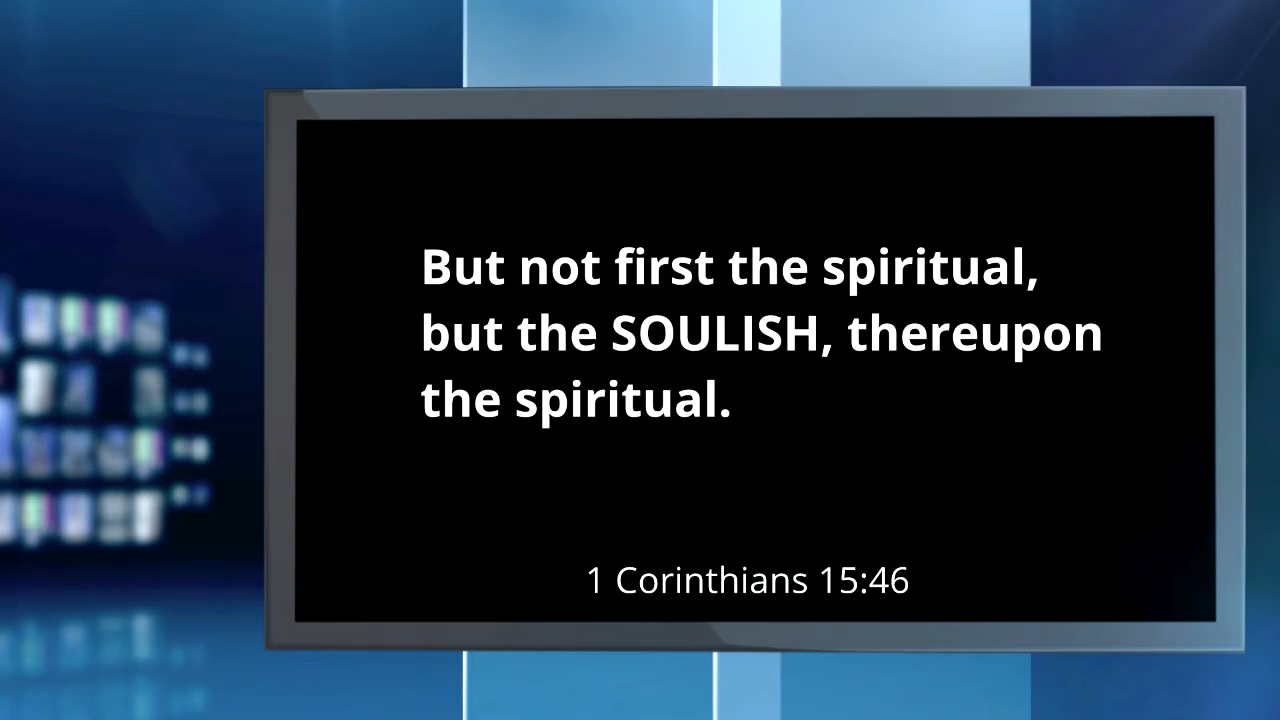 But not first the spiritual,
but the SOULISH, thereupon
the spiritual.
1 Corinthians 15:46